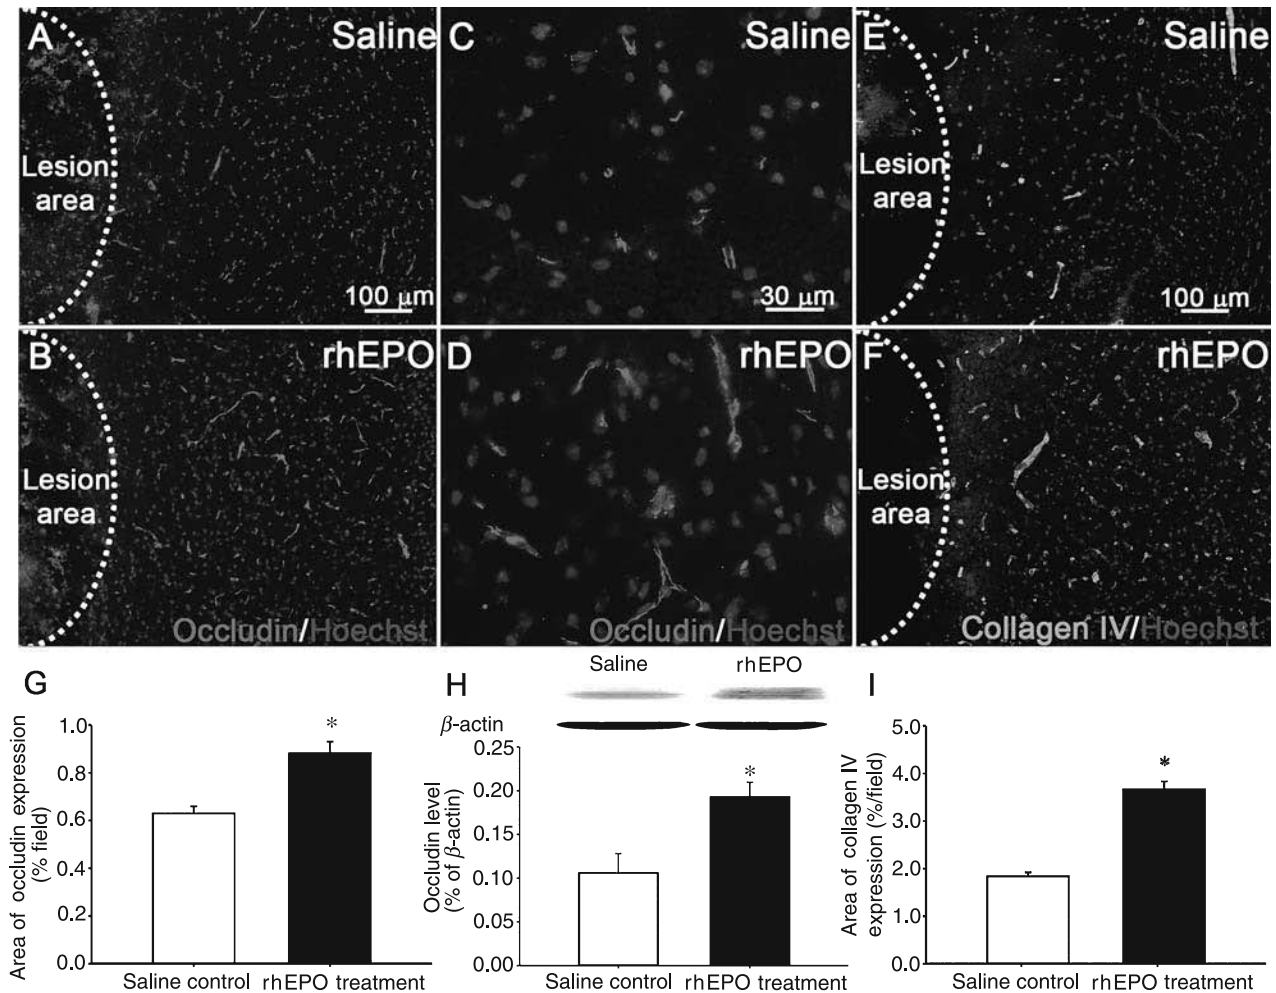 A
Saline
Lesion
area
100 μm
C
Saline
30 μm
E
Saline
Lesion
area
100 μm
B
rhEPO
Lesion
area
Occludin/Hoechst
D
rhEPO
Occludin/Hoechst
F
rhEPO
Lesion
area
Collagen IV/Hoechst
G
Area of occludin expression
(% field)
1.0
0.8
0.6
0.4
0.2
0.0
*
Saline control
rhEPO treatment
H
Saline
rhEPO
β-actin
Occludin level
(% of β-actin)
0.25
0.20
0.15
0.10
0.05
0.00
*
Saline control
rhEPO treatment
I
Area of collagen IV
expression (%/field)
5.0
4.0
3.0
2.0
1.0
0.0
*
Saline control
rhEPO treatment